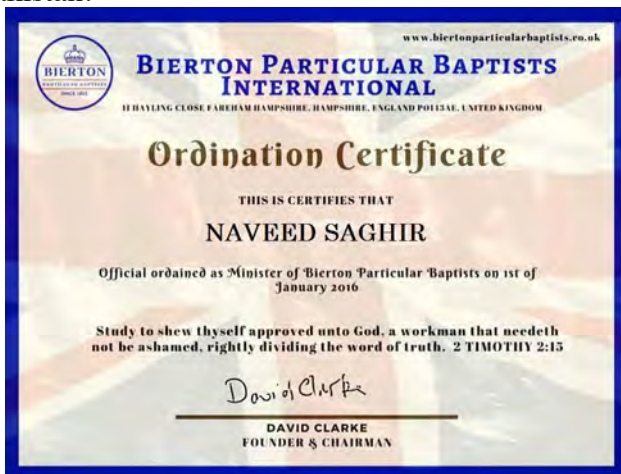 www.biertonparticularbaptists.co.uk
BIERTON
PARTICULAR BAPTISTS
BIERTON PARTICULAR BAPTISTS
INTERNATIONAL
11 HAYLING CLOSE FAREHAM HAMPSHIRE, HAMPSHIRE, ENGLAND UNITED KINGDOM
Ordination Certificate
THIS IS CERTIFIES THAT
NAVEED SAGHIR
Official ordained as Minister of Bierton Particular Baptists on 1st of
January 2016
Study to shew thyself approved unto God, a workman that needeth
not be ashamed, rightly dividing the word of truth. 2 TIMOTHY 2:15
David Clarke
DAVID CLARKE
FOUNDER & CHAIRMAN